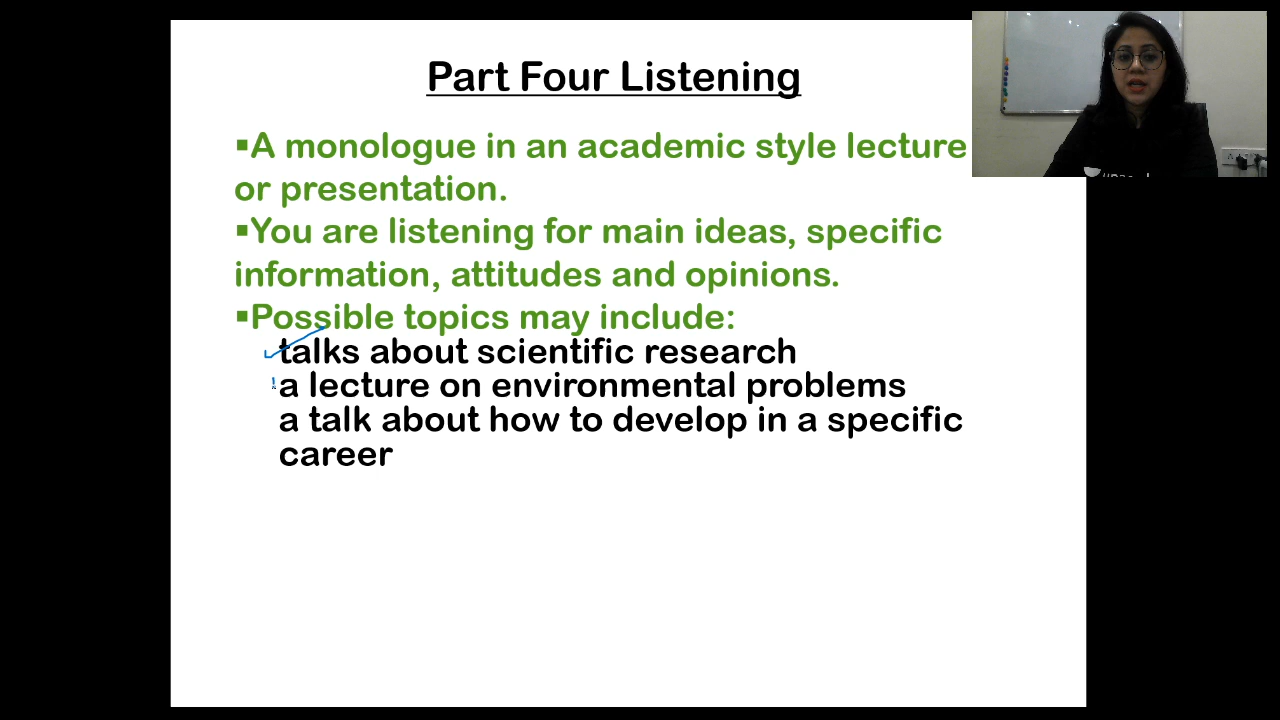 Part Four Listening
▪A monologue in an academic style lecture
or presentation.
▪You are listening for main ideas, specific
information, attitudes and opinions.
▪Possible topics may include:
talks about scientific research
a lecture on environmental problems
a talk about how to develop in a specific
career